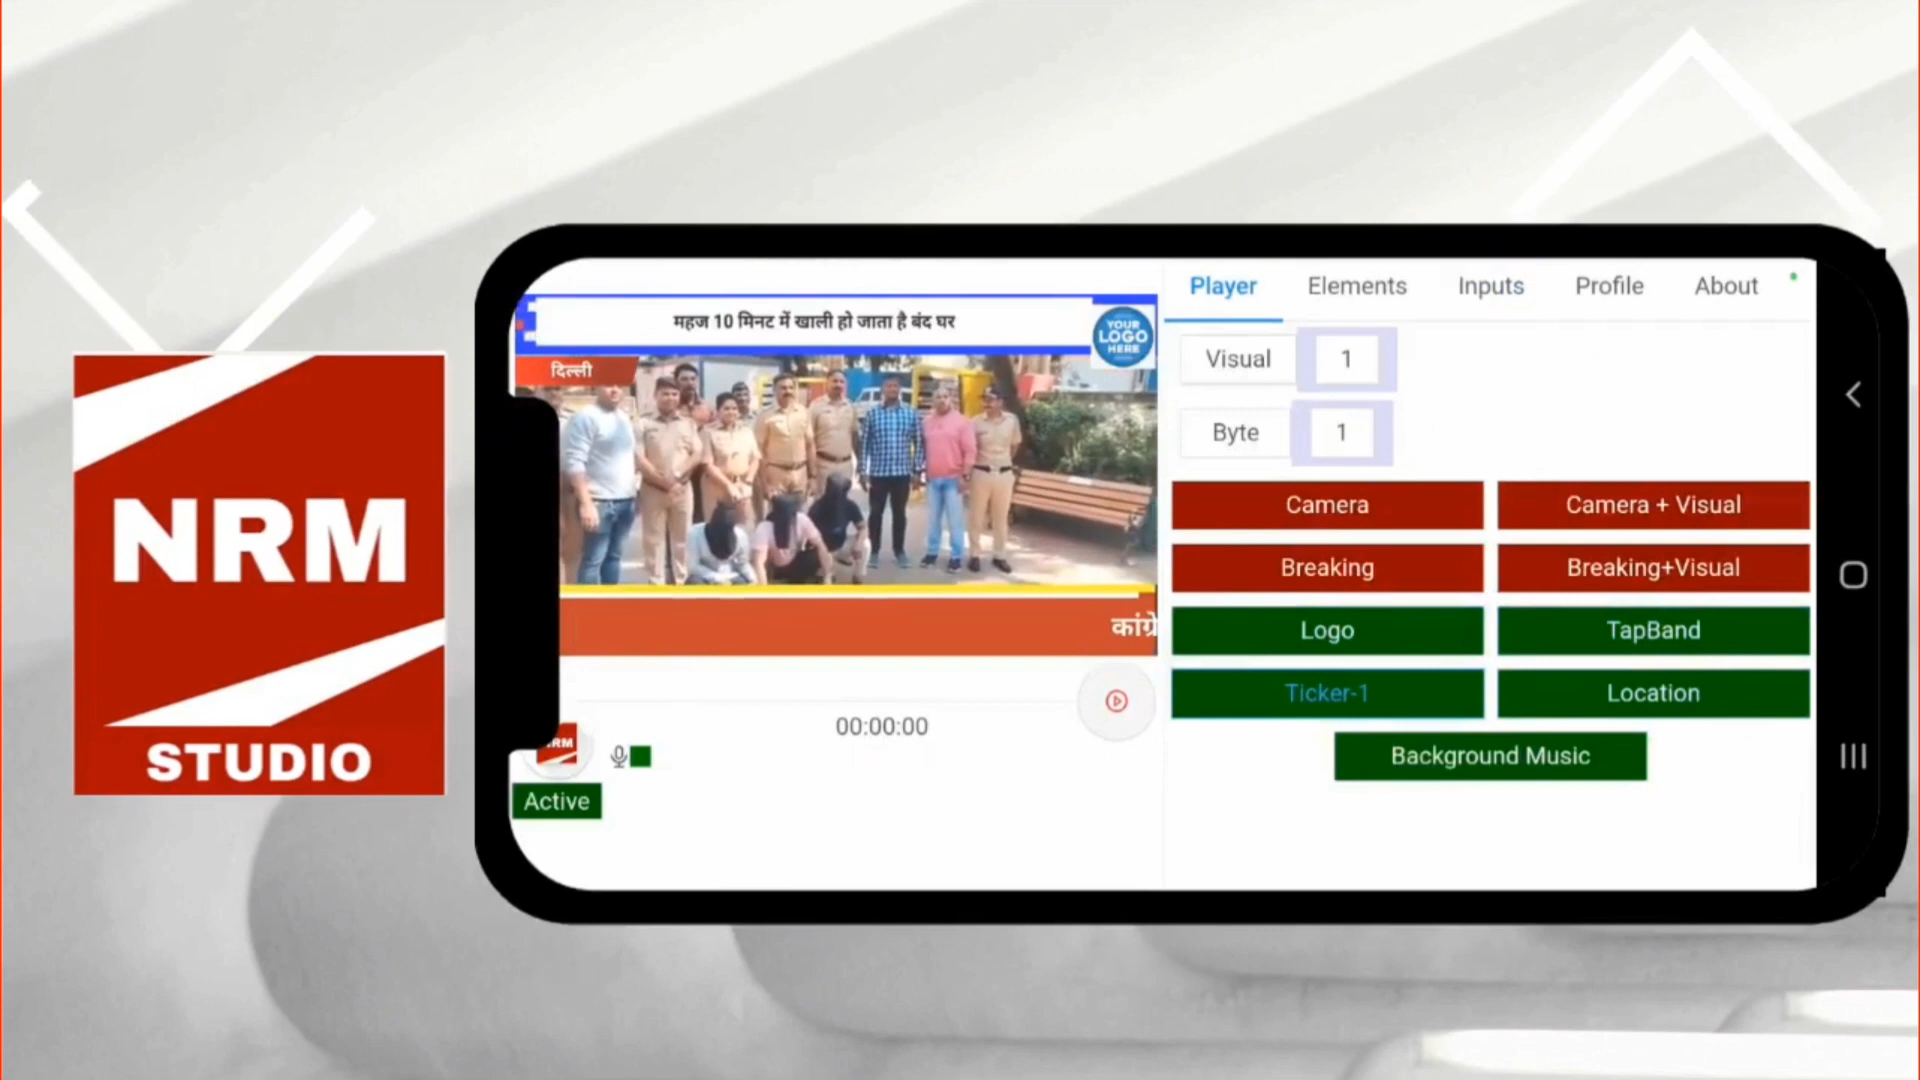 NRM
STUDIO
महज 10 मिनट में खाली हो जाता है बंद घर
YOUR
LOGO
HERE
दिल्ली
कांग्रे
00:00:00
RM
Active
Player Elements Inputs Profile About
Visual 1
Byte 1
Camera Camera + Visual
Breaking Breaking+Visual
Logo TapBand
Ticker-1 Location
Background Music